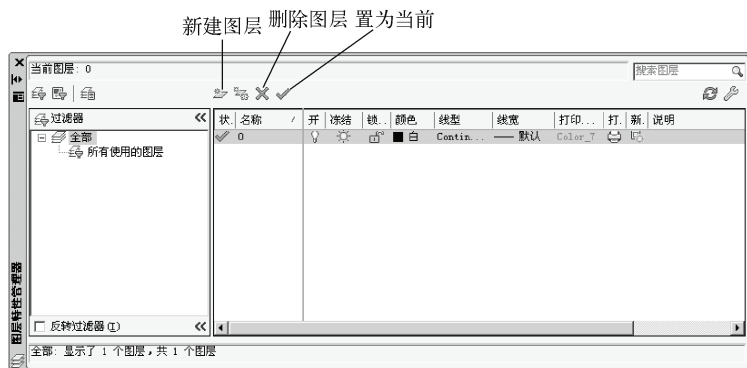 新建图层 删除图层 置为当前
当前图层: 0
搜索图层
过滤器
状. 名称 开 冻结 锁.. 颜色 线型 线宽 打印... 打. 新. 说明
全部
0 白 Contin... 默认 Color_7
所有使用的图层
反转过滤器(I)
全部: 显示了 1 个图层，共 1 个图层
图层特性管理器